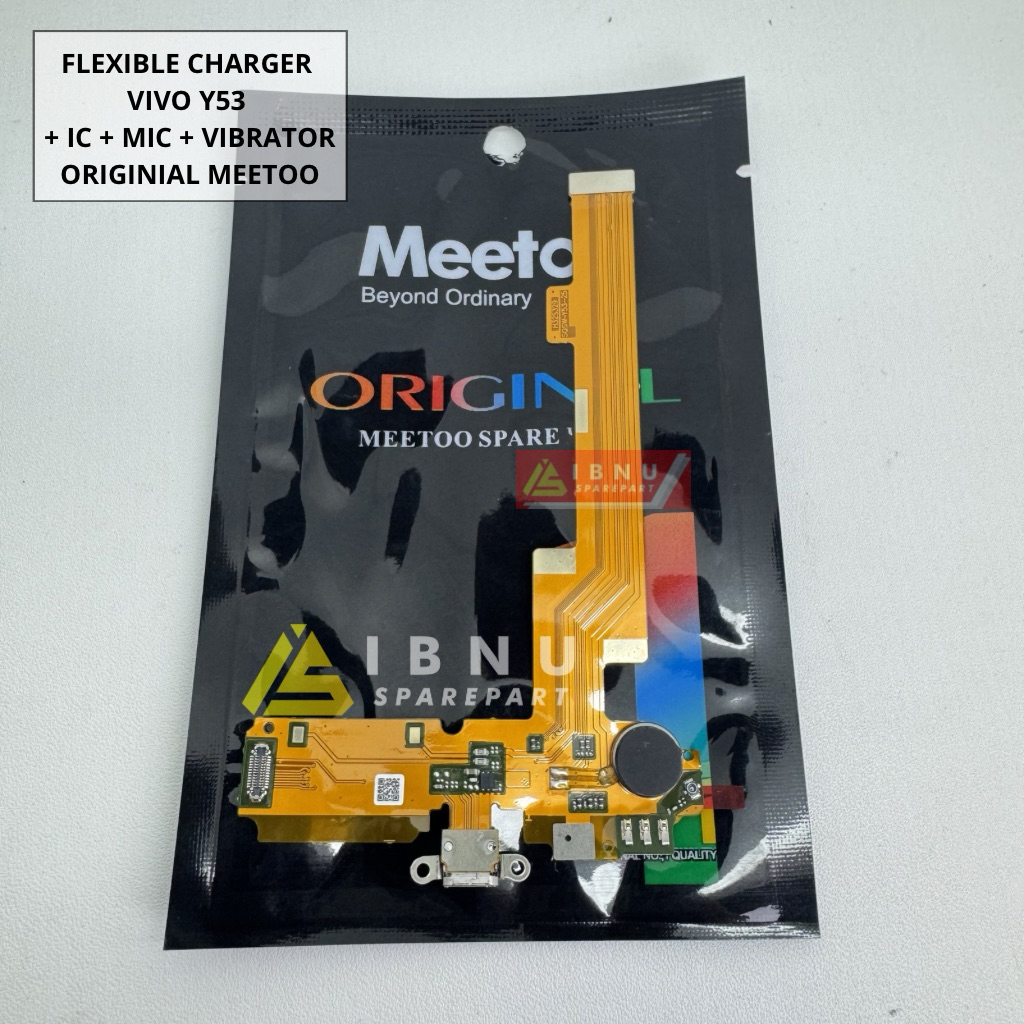 FLEXIBLE CHARGER
VIVO Y53
+ IC + MIC + VIBRATOR
ORIGINIAL MEETOO
Meeto
Beyond Ordinary
ORIGIN L
MEETOO SPARE
IBNU
SPAREPART
IBNU
SPAREPART
QUALITY